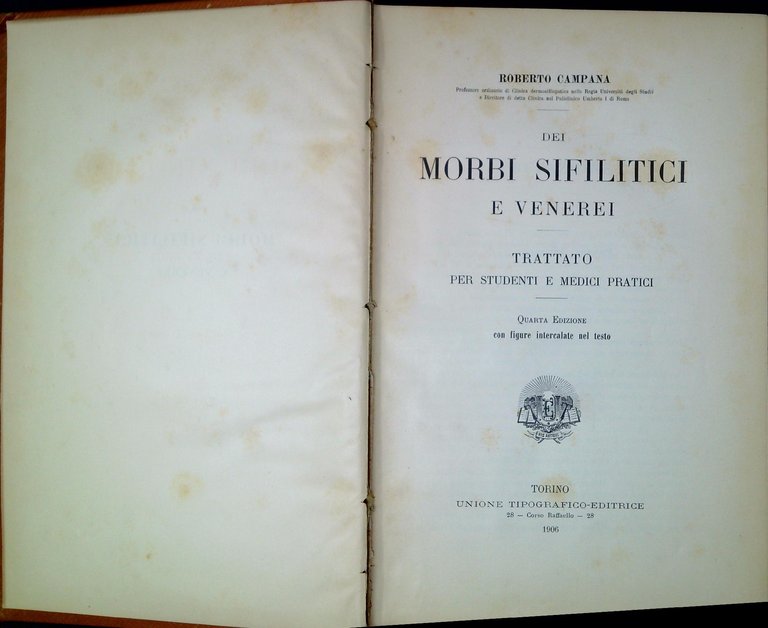 ROBERTO CAMPANA
Professore ordinario di Clinica dermosifilopatica nella Regia Università degli Studi
e Direttore di detta Clinica nel Policlinico Umberto I di Roma
DEI
MORBI SIFILITICI
E VENEREI
TRATTATO
PER STUDENTI E MEDICI PRATICI
QUARTA EDIZIONE
con figure intercalate nel testo
TORINO
UNIONE TIPOGRAFICO-EDITRICE
28 — Corso Raffaello — 28
1906